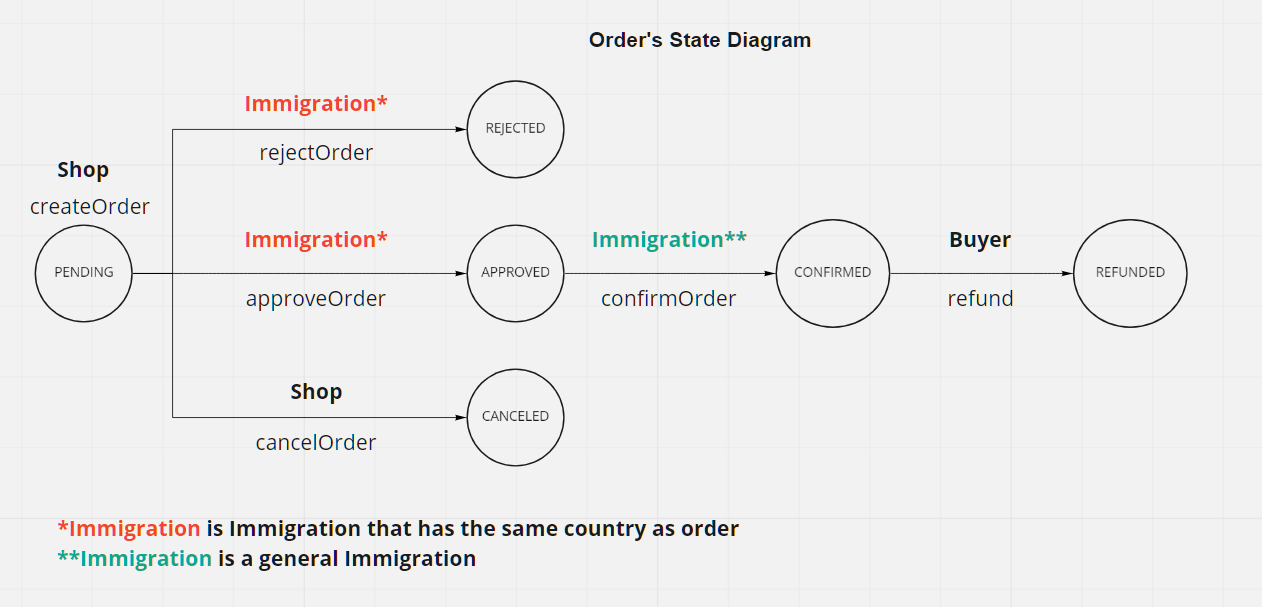 Order's State Diagram
Immigration*
rejectOrder
REJECTED
Shop
createOrder
PENDING
Immigration*
approveOrder
APPROVED
Immigration**
confirmOrder
CONFIRMED
Buyer
refund
REFUNDED
Shop
cancelOrder
CANCELED
*Immigration is Immigration that has the same country as order
**Immigration is a general Immigration